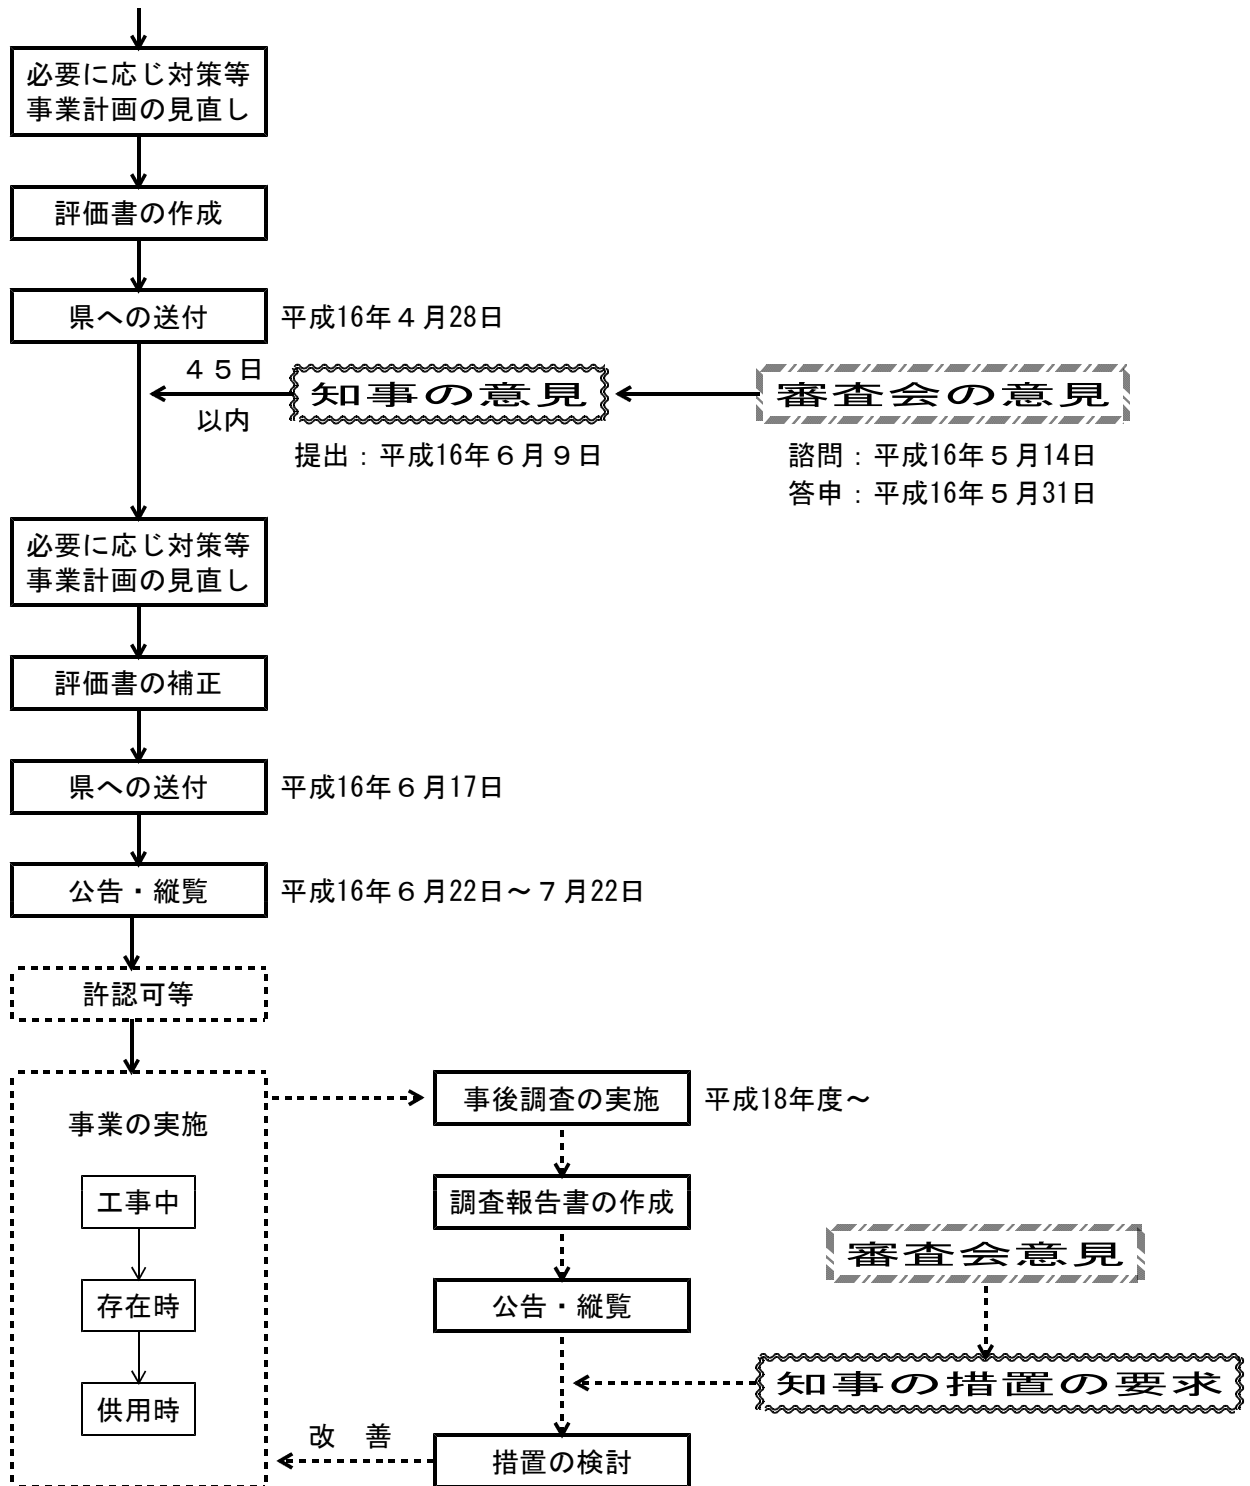 必要に応じ対策等
事業計画の見直し
評価書の作成
県への送付 平成16年４月28日
４５日
以内
知事の意見
審査会の意見
提出：平成16年６月９日
諮問：平成16年５月14日
答申：平成16年５月31日
必要に応じ対策等
事業計画の見直し
評価書の補正
県への送付 平成16年６月17日
公告・縦覧 平成16年６月22日～７月22日
許認可等
事業の実施
工事中
存在時
供用時
事後調査の実施 平成18年度～
調査報告書の作成
公告・縦覧
審査会意見
知事の措置の要求
改　善
措置の検討